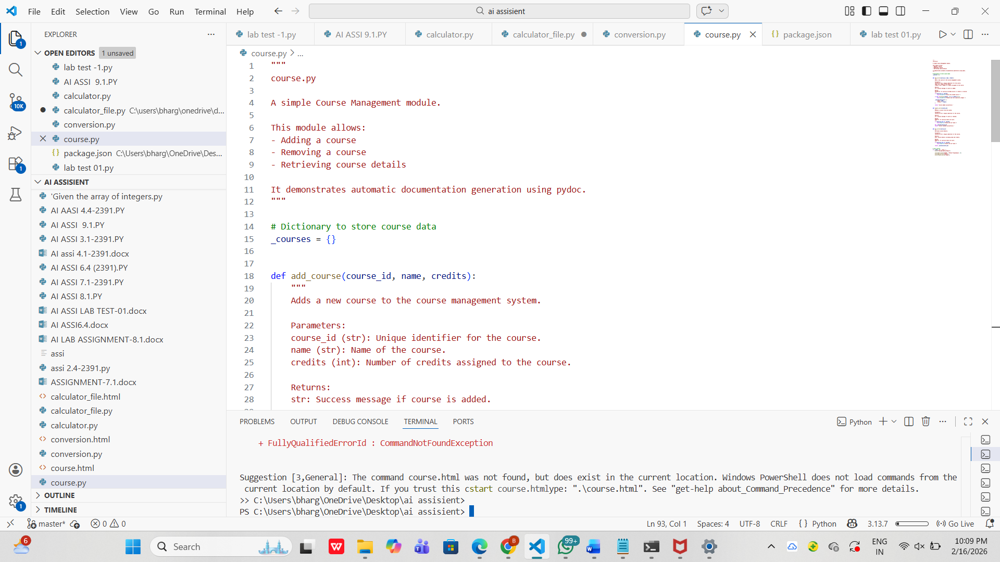 File Edit Selection View Go Run Terminal Help
ai assisient
EXPLORER
OPEN EDITORS 1 unsaved
lab test -1.py
AI ASSI 9.1.PY
calculator.py
calculator_file.py C:\users\bharg\onedrive\d...
conversion.py
course.py
package.json C:\Users\bharg\OneDrive\Des...
lab test 01.py
AI ASSISIENT
'Given the array of integers.py
AI AASI 4.4-2391.PY
AI ASSI 9.1.PY
AI ASSI 3.1-2391.PY
AI assi 4.1-2391.docx
AI ASSI 6.4 (2391).PY
AI ASSI 7.1-2391.PY
AI ASSI 8.1.PY
AI ASSI LAB TEST-01.docx
AI ASSI6.4.docx
AI LAB ASSIGNMENT-8.1.docx
assi
assi 2.4-2391.py
ASSIGNMENT-7.1.docx
calculator_file.html
calculator_file.py
calculator.py
conversion.html
conversion.py
course.html
course.py
OUTLINE
TIMELINE
1
10K
1
1
lab test -1.py AI ASSI 9.1.PY calculator.py calculator_file.py conversion.py course.py package.json lab test 01.py
course.py > ...
1 """
2 course.py
3
4 A simple Course Management module.
5
6 This module allows:
7 - Adding a course
8 - Removing a course
9 - Retrieving course details
10
11 It demonstrates automatic documentation generation using pydoc.
12 """
13
14 # Dictionary to store course data
15 _courses = {}
16
17
18 def add_course(course_id, name, credits):
19 """
20 Adds a new course to the course management system.
21
22 Parameters:
23 course_id (str): Unique identifier for the course.
24 name (str): Name of the course.
25 credits (int): Number of credits assigned to the course.
26
27 Returns:
28 str: Success message if course is added.
PROBLEMS OUTPUT DEBUG CONSOLE TERMINAL PORTS
Python
+ FullyQualifiedErrorId : CommandNotFoundException
Suggestion [3,General]: The command course.html was not found, but does exist in the current location. Windows PowerShell does not load commands from the
current location by default. If you trust this cstart course.htmlype: ".\course.html". See "get-help about_Command_Precedence" for more details.
>> C:\Users\bharg\OneDrive\Desktop\ai assisient>
PS C:\Users\bharg\OneDrive\Desktop\ai assisient>
master* 0 0
Ln 93, Col 1 Spaces: 4 UTF-8 CRLF { } Python 3.13.7 Go Live
6
Search
B
99+
ENG
IN
10:09 PM
2/16/2026